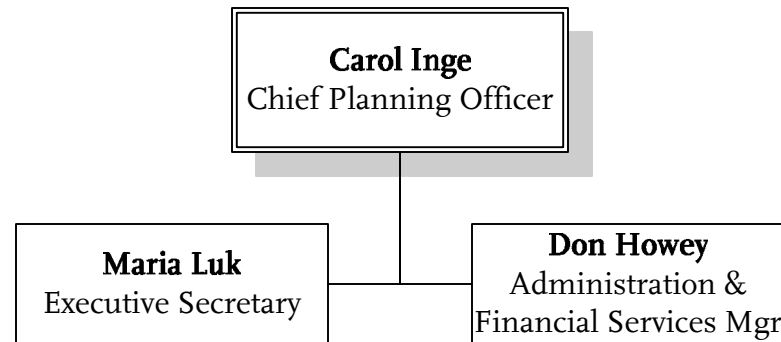 Carol Inge
Chief Planning Officer
Maria Luk
Executive Secretary
Don Howey
Administration &
Financial Services Mgr